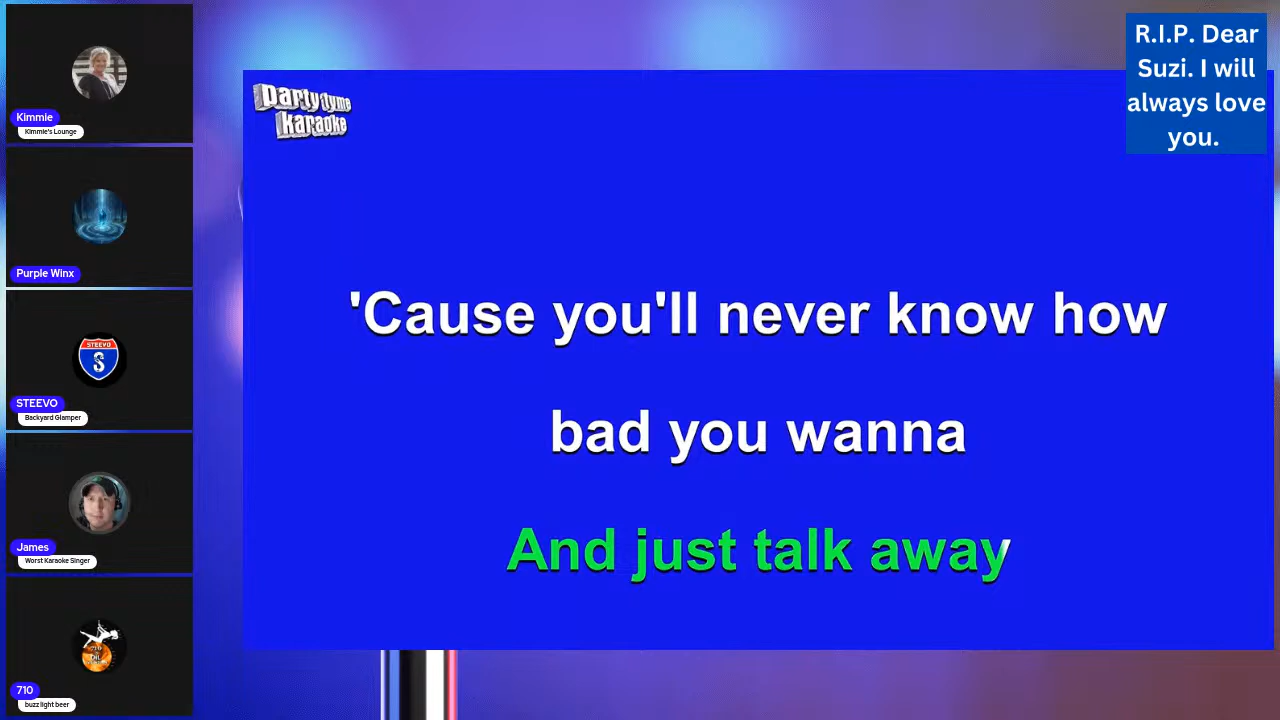 Kimmie
Kimmie's Lounge
Purple Winx
STEEVO
S
STEEVO
Backyard Glamper
James
Worst Karaoke Singer
710
buzz light beer
party tyme
karaoke
'Cause you'll never know how
bad you wanna
And just talk away
R.I.P. Dear
Suzi. I will
always love
you.